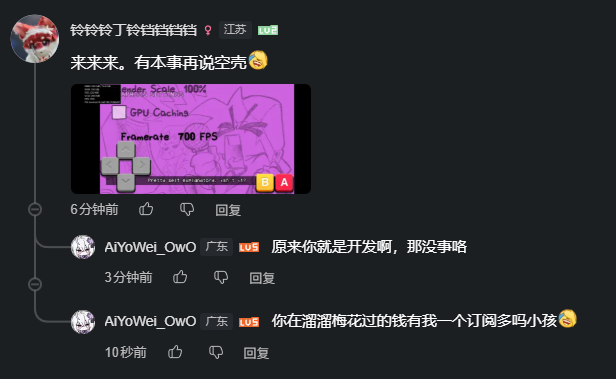 铃铃铃丁铃铛铛铛铛 ♀ 江苏 LV2
来来来。有本事再说空壳
ender Scale 100%
GPU Caching
Framerate 700 FPS
B A
6分钟前 回复
AiYoWei_OwO 广东 LV5 原来你就是开发啊，那没事咯
3分钟前 回复
AiYoWei_OwO 广东 LV5 你在溜溜梅花过的钱有我一个订阅多吗小孩
10秒前 回复